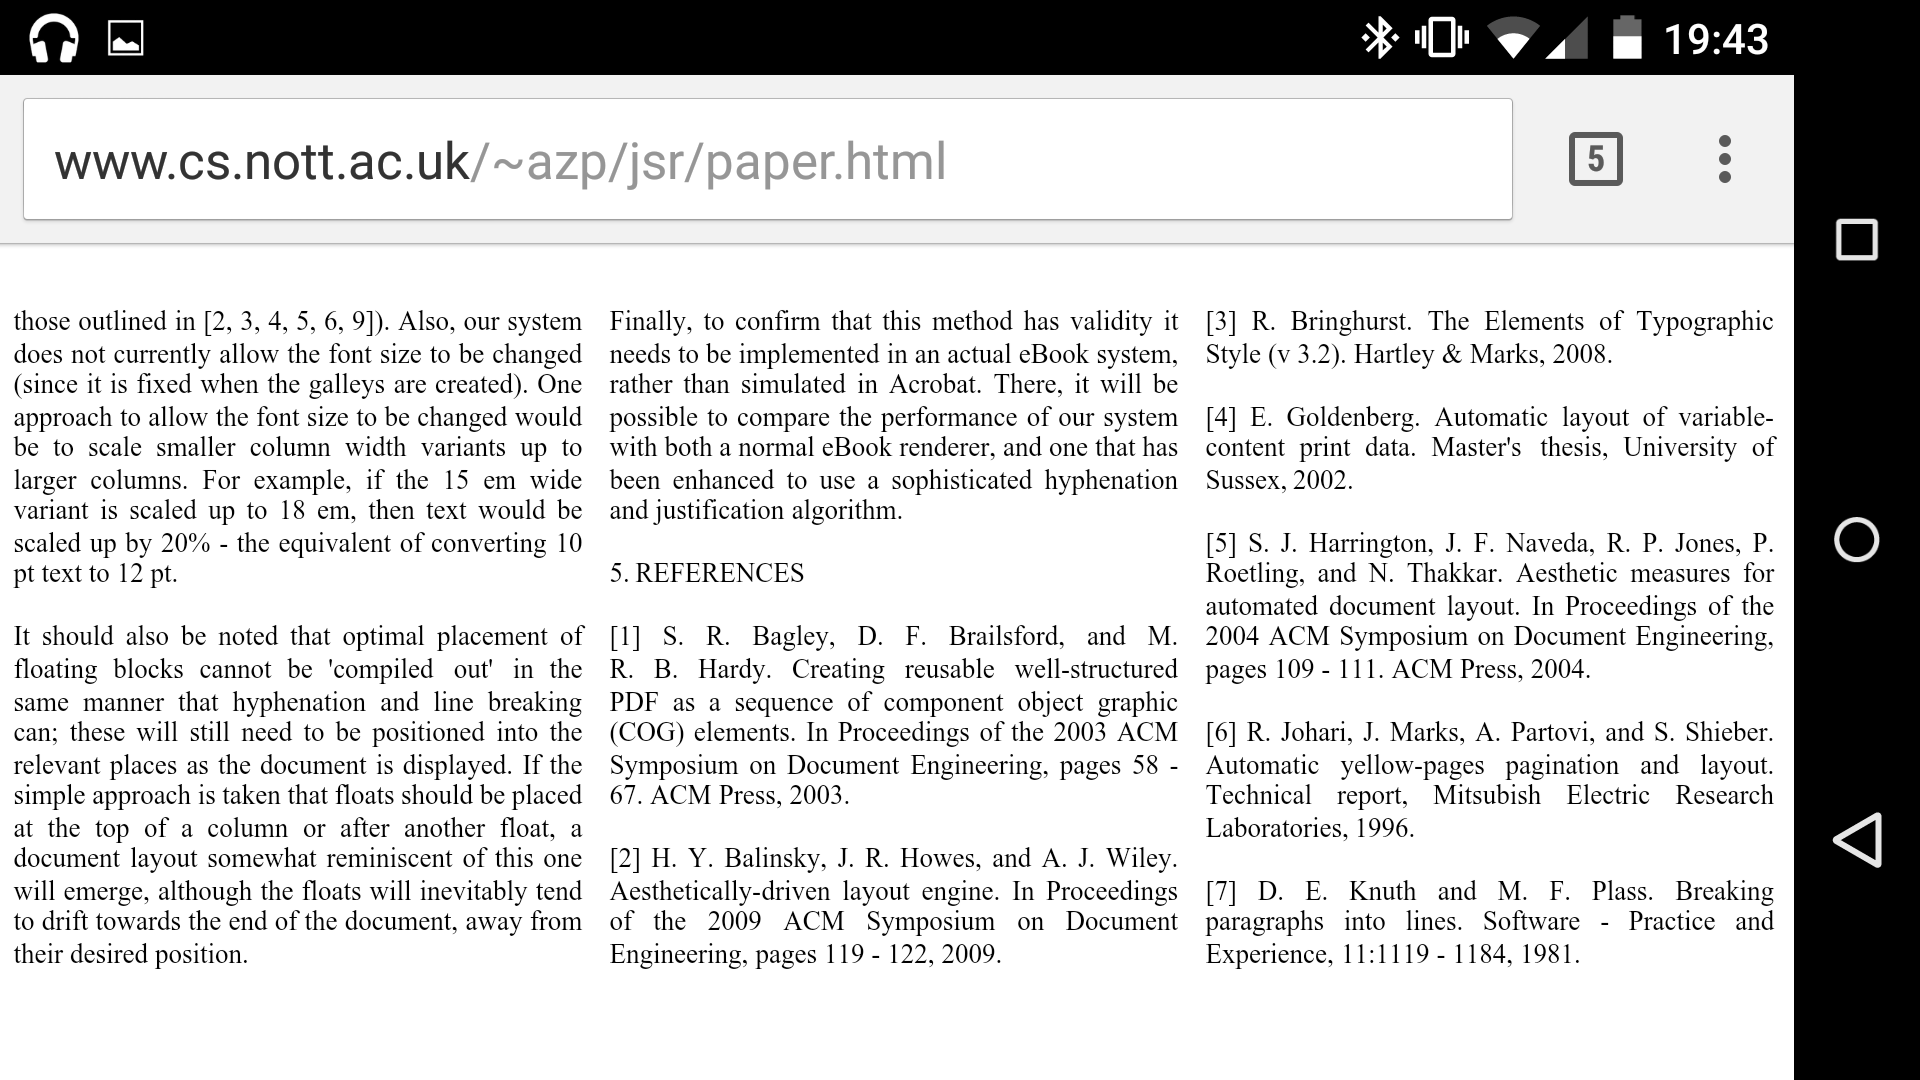 19:43
www.cs.nott.ac.uk/~azp/jsr/paper.html
5
those outlined in [2, 3, 4, 5, 6, 9]). Also, our system
does not currently allow the font size to be changed
(since it is fixed when the galleys are created). One
approach to allow the font size to be changed would
be to scale smaller column width variants up to
larger columns. For example, if the 15 em wide
variant is scaled up to 18 em, then text would be
scaled up by 20% - the equivalent of converting 10
pt text to 12 pt.
It should also be noted that optimal placement of
floating blocks cannot be 'compiled out' in the
same manner that hyphenation and line breaking
can; these will still need to be positioned into the
relevant places as the document is displayed. If the
simple approach is taken that floats should be placed
at the top of a column or after another float, a
document layout somewhat reminiscent of this one
will emerge, although the floats will inevitably tend
to drift towards the end of the document, away from
their desired position.
Finally, to confirm that this method has validity it
needs to be implemented in an actual eBook system,
rather than simulated in Acrobat. There, it will be
possible to compare the performance of our system
with both a normal eBook renderer, and one that has
been enhanced to use a sophisticated hyphenation
and justification algorithm.
5. REFERENCES
[1] S. R. Bagley, D. F. Brailsford, and M.
R. B. Hardy. Creating reusable well-structured
PDF as a sequence of component object graphic
(COG) elements. In Proceedings of the 2003 ACM
Symposium on Document Engineering, pages 58 -
67. ACM Press, 2003.
[2] H. Y. Balinsky, J. R. Howes, and A. J. Wiley.
Aesthetically-driven layout engine. In Proceedings
of the 2009 ACM Symposium on Document
Engineering, pages 119 - 122, 2009.
[3] R. Bringhurst. The Elements of Typographic
Style (v 3.2). Hartley & Marks, 2008.
[4] E. Goldenberg. Automatic layout of variable-
content print data. Master's thesis, University of
Sussex, 2002.
[5] S. J. Harrington, J. F. Naveda, R. P. Jones, P.
Roetling, and N. Thakkar. Aesthetic measures for
automated document layout. In Proceedings of the
2004 ACM Symposium on Document Engineering,
pages 109 - 111. ACM Press, 2004.
[6] R. Johari, J. Marks, A. Partovi, and S. Shieber.
Automatic yellow-pages pagination and layout.
Technical report, Mitsubish Electric Research
Laboratories, 1996.
[7] D. E. Knuth and M. F. Plass. Breaking
paragraphs into lines. Software - Practice and
Experience, 11:1119 - 1184, 1981.